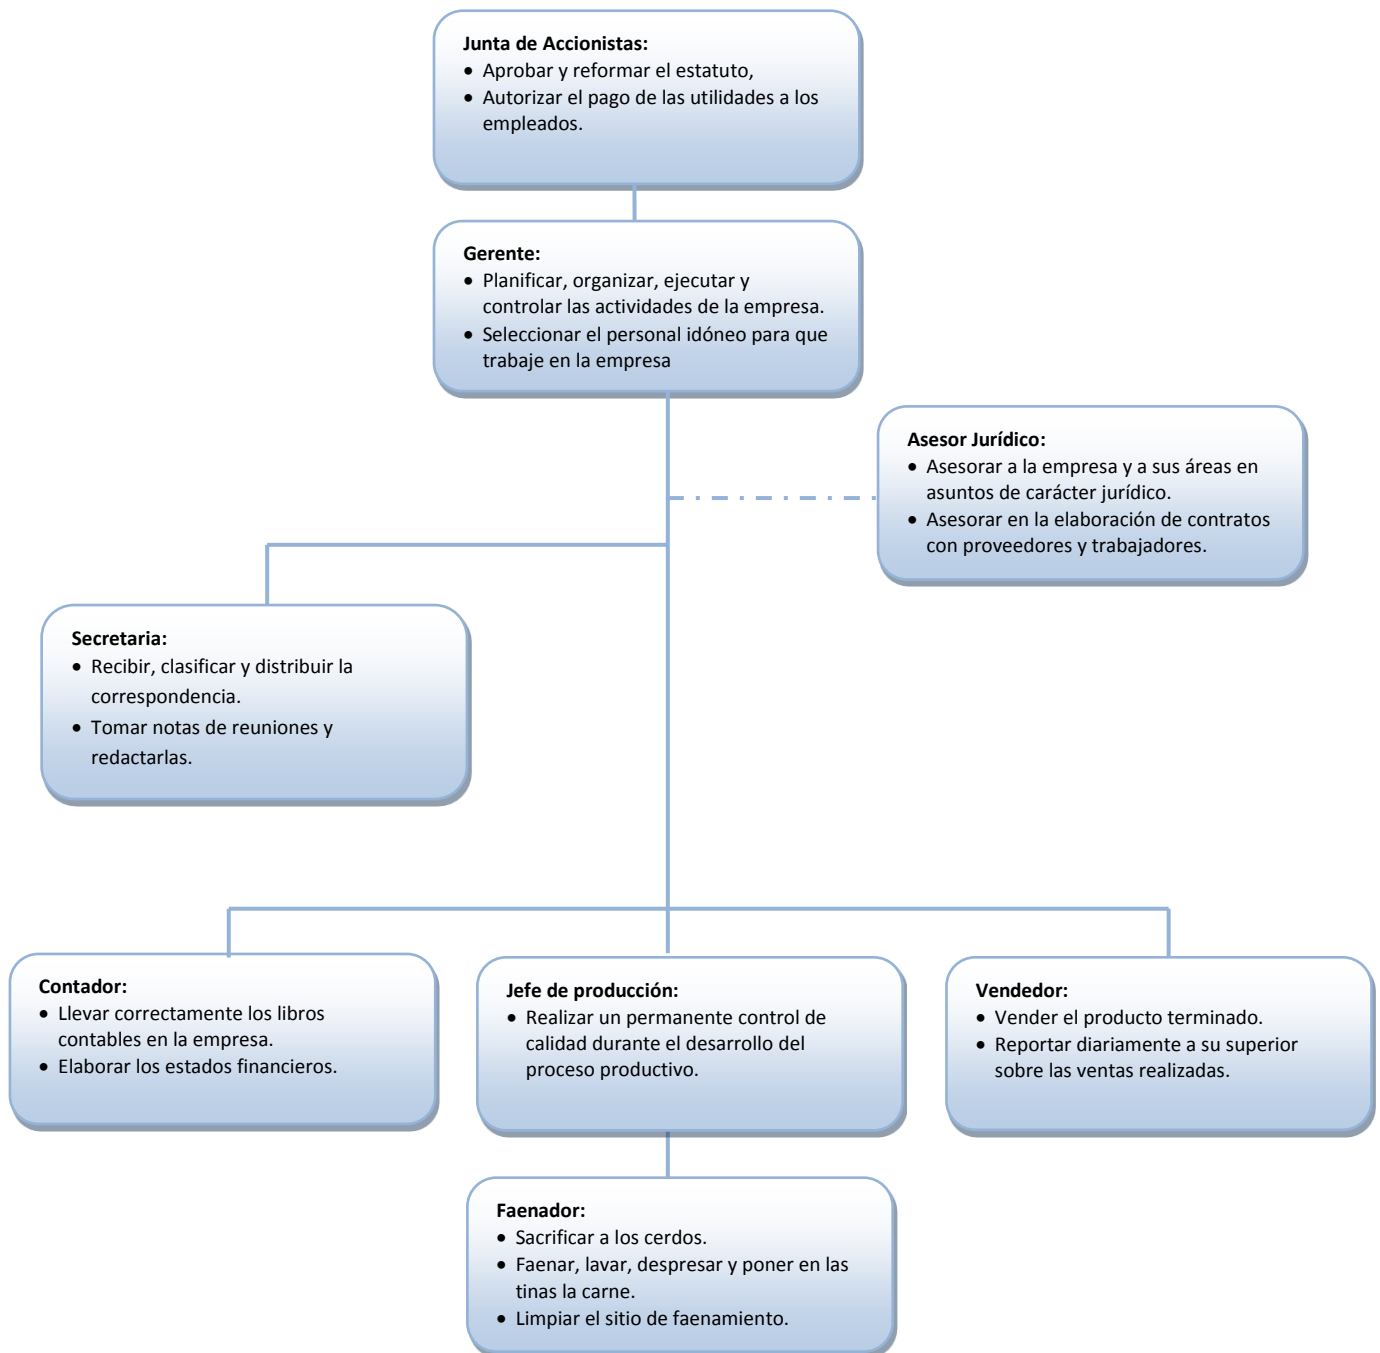 Junta de Accionistas:
• Aprobar y reformar el estatuto,
• Autorizar el pago de las utilidades a los
empleados.
Gerente:
• Planificar, organizar, ejecutar y
controlar las actividades de la empresa.
• Seleccionar el personal idóneo para que
trabaje en la empresa
Asesor Jurídico:
• Asesorar a la empresa y a sus áreas en
asuntos de carácter jurídico.
• Asesorar en la elaboración de contratos
con proveedores y trabajadores.
Secretaria:
• Recibir, clasificar y distribuir la
correspondencia.
• Tomar notas de reuniones y
redactarlas.
Contador:
• Llevar correctamente los libros
contables en la empresa.
• Elaborar los estados financieros.
Jefe de producción:
• Realizar un permanente control de
calidad durante el desarrollo del
proceso productivo.
Vendedor:
• Vender el producto terminado.
• Reportar diariamente a su superior
sobre las ventas realizadas.
Faenador:
• Sacrificar a los cerdos.
• Faenar, lavar, despresar y poner en las
tinas la carne.
• Limpiar el sitio de faenamiento.